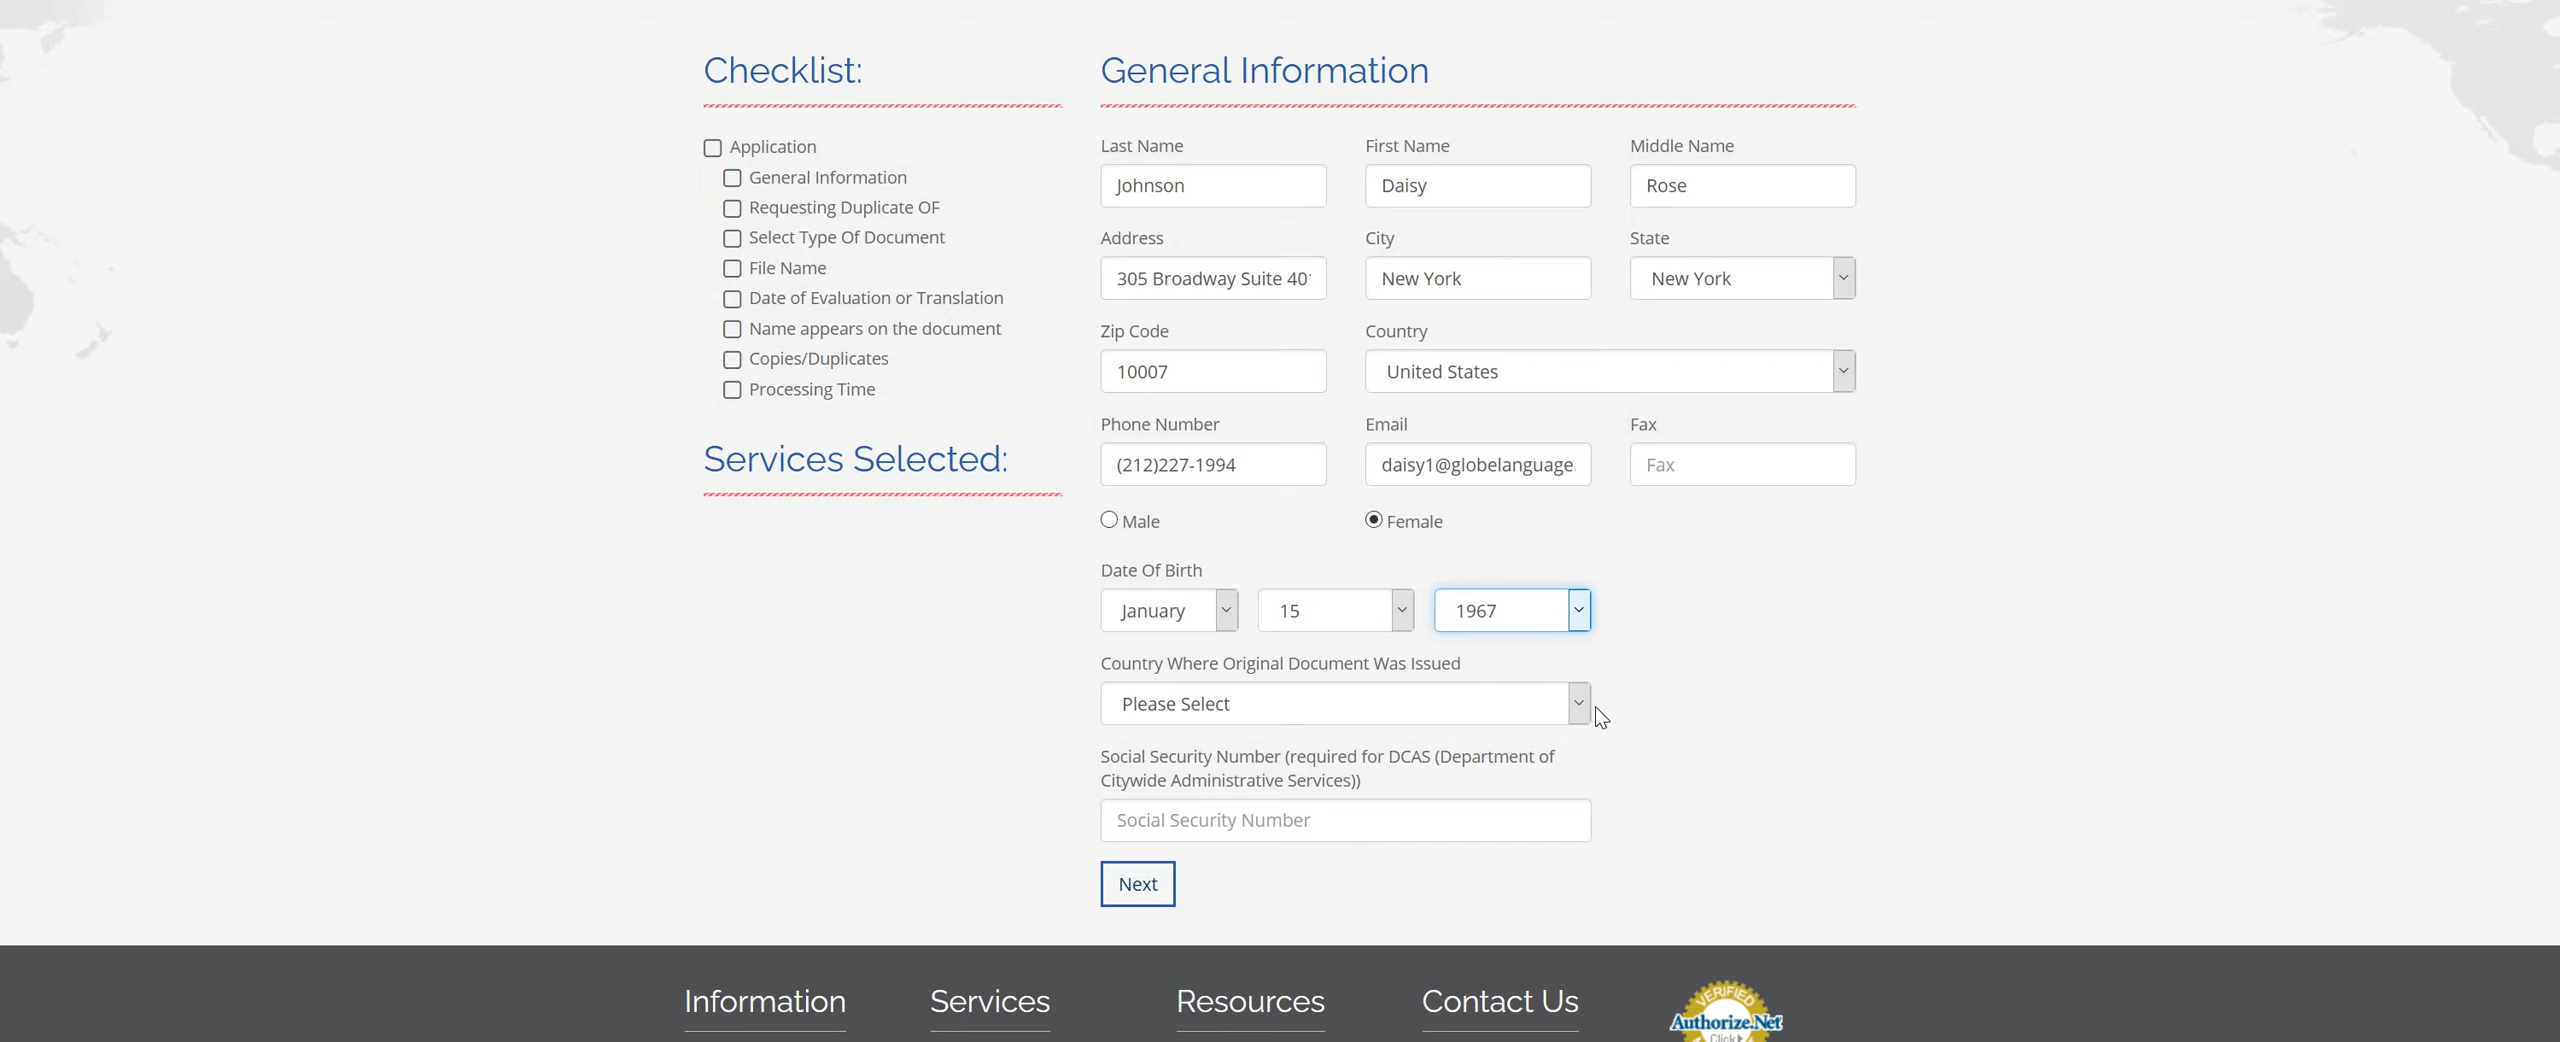 Checklist:
Application
General Information
Requesting Duplicate OF
Select Type Of Document
File Name
Date of Evaluation or Translation
Name appears on the document
Copies/Duplicates
Processing Time
Services Selected:
General Information
Last Name First Name Middle Name
Johnson Daisy Rose
Address City State
305 Broadway Suite 40 New York New York
Zip Code Country
10007 United States
Phone Number Email Fax
(212)227-1994 daisy1@globelanguage. Fax
Male Female
Date Of Birth
January 15 1967
Country Where Original Document Was Issued
Please Select
Social Security Number (required for DCAS (Department of
Citywide Administrative Services))
Social Security Number
Next
Information Services Resources Contact Us
VERIFIED
Authorize.Net
Click